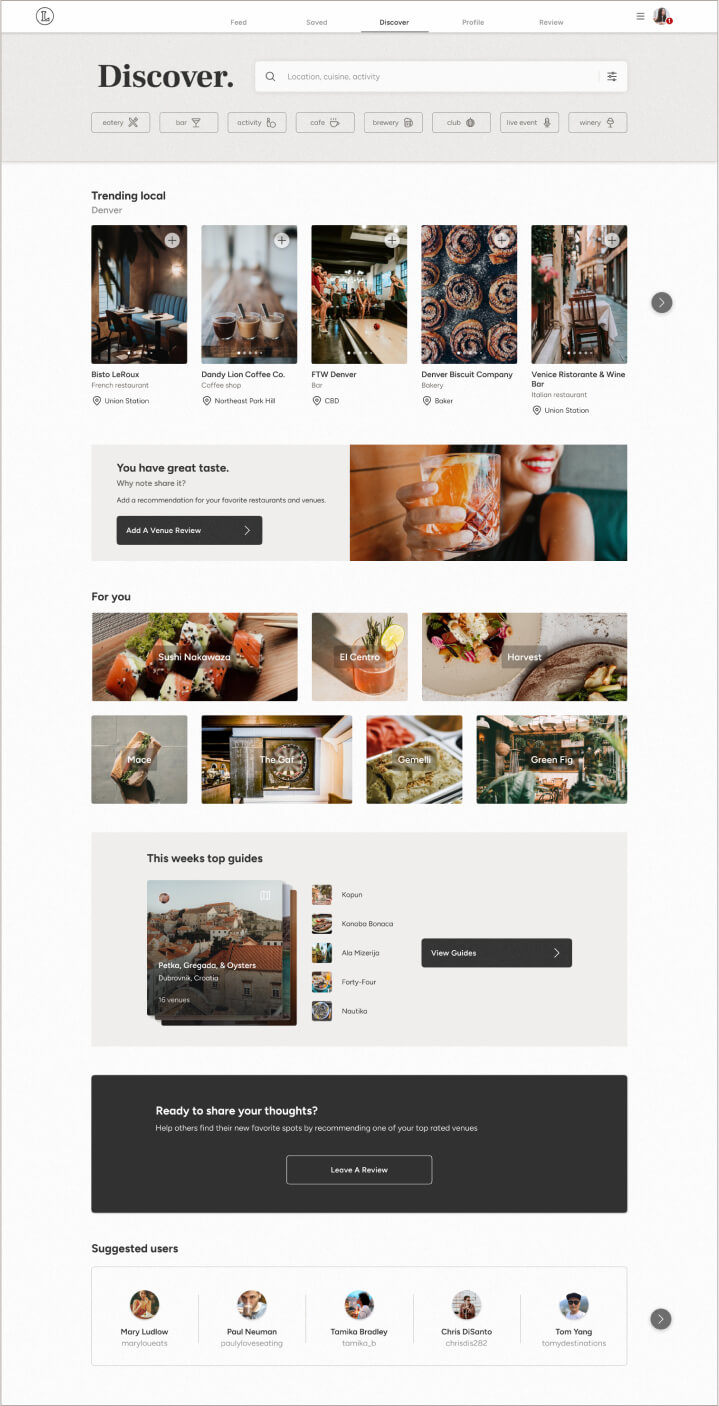 L
Feed Saved Discover Profile Review
1
Discover.
Location, cuisine, activity
eatery bar activity cafe brewery club live event winery
Trending local
Denver
Bisto LeRoux
French restaurant
Union Station
Dandy Lion Coffee Co.
Coffee shop
Northeast Park Hill
FTW Denver
Bar
CBD
Denver Biscuit Company
Bakery
Baker
Venice Ristorante & Wine
Bar
Italian restaurant
Union Station
You have great taste.
Why note share it?
Add a recommendation for your favorite restaurants and venues.
Add A Venue Review
For you
Sushi Nakawaza
El Centro
Harvest
Mace
The Gaf
Gemelli
Green Fig
This weeks top guides
Petka, Gregada, & Oysters
Dubrovnik, Croatia
16 venues
Kopun
Konoba Bonaca
Ala Mizerija
Forty-Four
Nautika
View Guides
Ready to share your thoughts?
Help others find their new favorite spots by recommending one of your top rated venues
Leave A Review
Suggested users
Mary Ludlow
maryloueats
Paul Neuman
paulyloveseating
Tamika Bradley
tamika_b
Chris DiSanto
chrisdis282
Tom Yang
tomydestinations